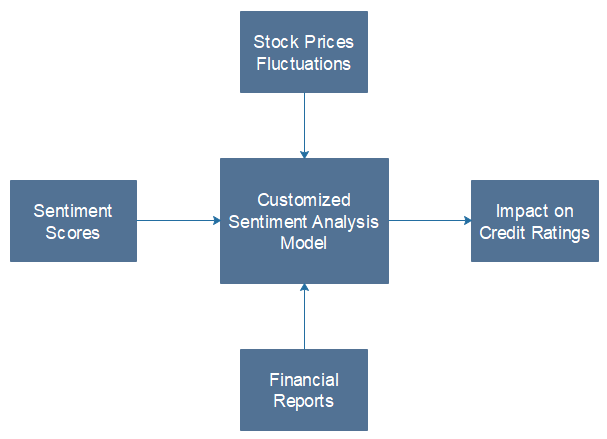 Stock Prices
Fluctuations
Sentiment
Scores
Customized
Sentiment Analysis
Model
Impact on
Credit Ratings
Financial
Reports